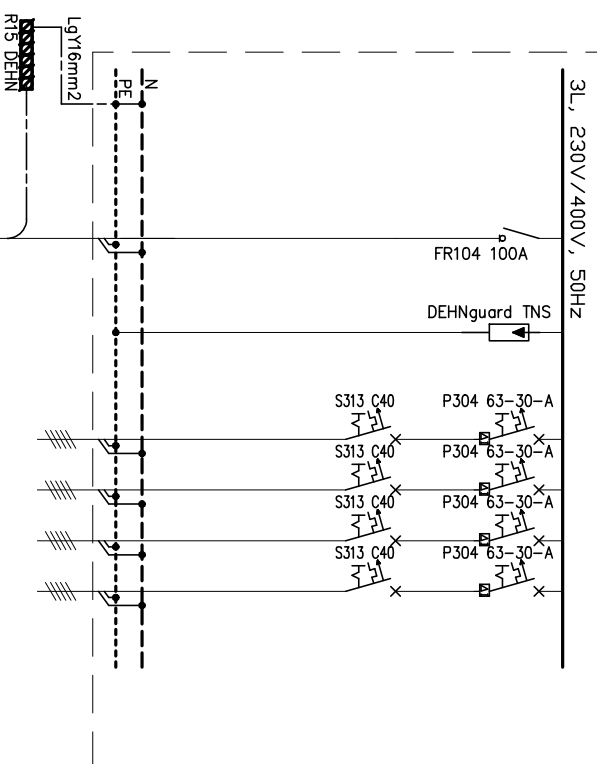 3L, 230V/400V, 50Hz
LgY16mm2
R15 DEHN
N
PE
FR104 100A
DEHNguard TNS
S313 C40
P304 63-30-A
S313 C40
P304 63-30-A
S313 C40
P304 63-30-A
S313 C40
P304 63-30-A